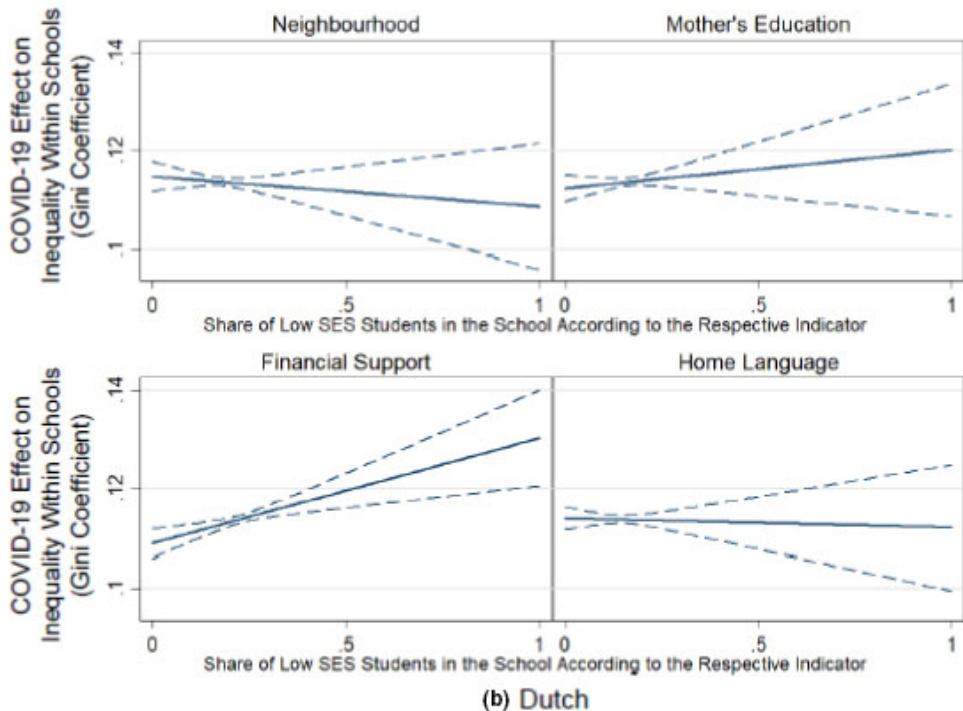 Neighbourhood Mother's Education
COVID-19 Effect on
Inequality Within Schools
(Gini Coefficient)
.14
.12
.1
0 .5 1 0 .5 1
Share of Low SES Students in the School According to the Respective Indicator
Financial Support Home Language
COVID-19 Effect on
Inequality Within Schools
(Gini Coefficient)
.14
.12
.1
0 .5 1 0 .5 1
Share of Low SES Students in the School According to the Respective Indicator
(b) Dutch